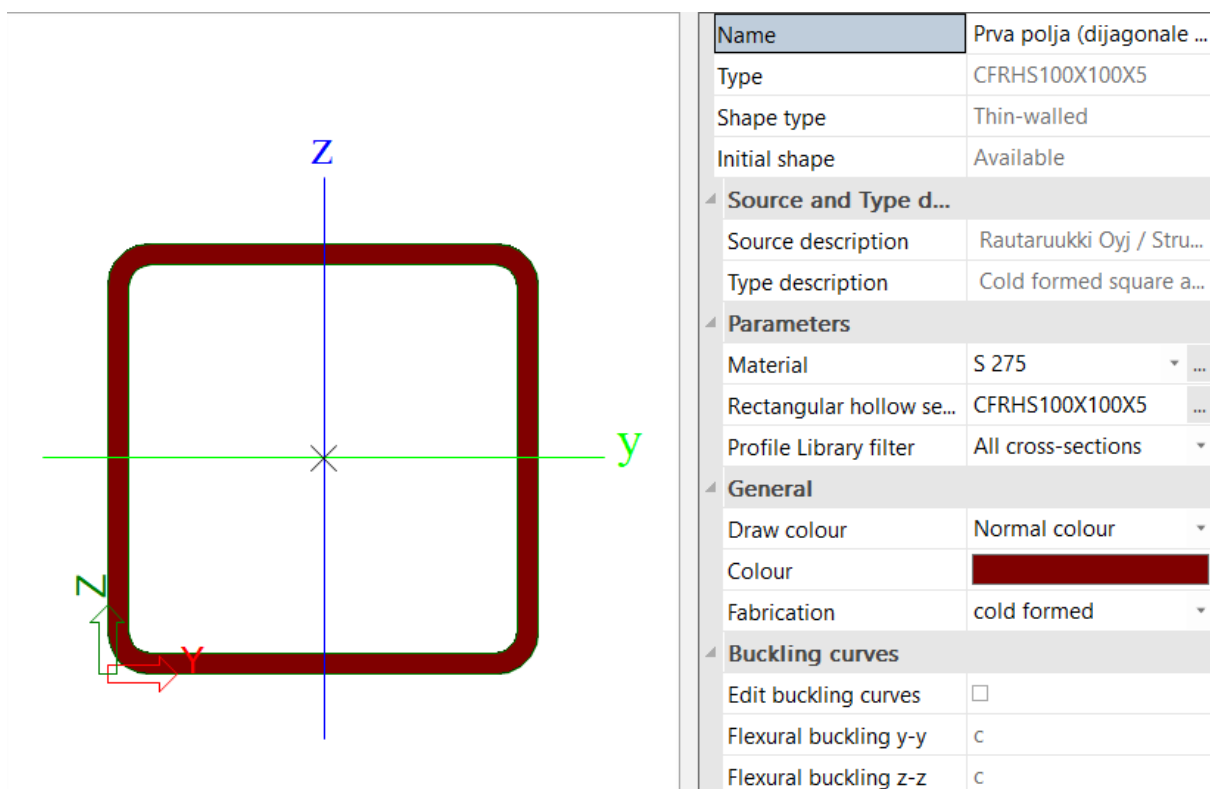 z
y
Z
Y
Name Prva polja (dijagonale ...
Type CFRHS100X100X5
Shape type Thin-walled
Initial shape Available
Source and Type d...
Source description Rautaruukki Oyj / Stru...
Type description Cold formed square a...
Parameters
Material S 275 ...
Rectangular hollow se... CFRHS100X100X5 ...
Profile Library filter All cross-sections
General
Draw colour Normal colour
Colour
Fabrication cold formed
Buckling curves
Edit buckling curves
Flexural buckling y-y c
Flexural buckling z-z c